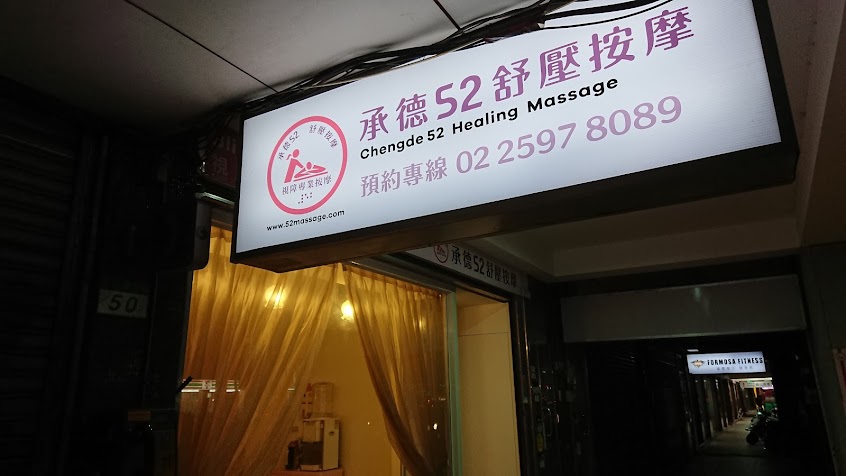 承德52舒壓按摩
Chengde 52 Healing Massage
預約專線 02 2597 8089
承德52 舒壓按摩
視障專業按摩
www.52massage.com
承德52舒壓按摩
50
FORMOSA FITNESS